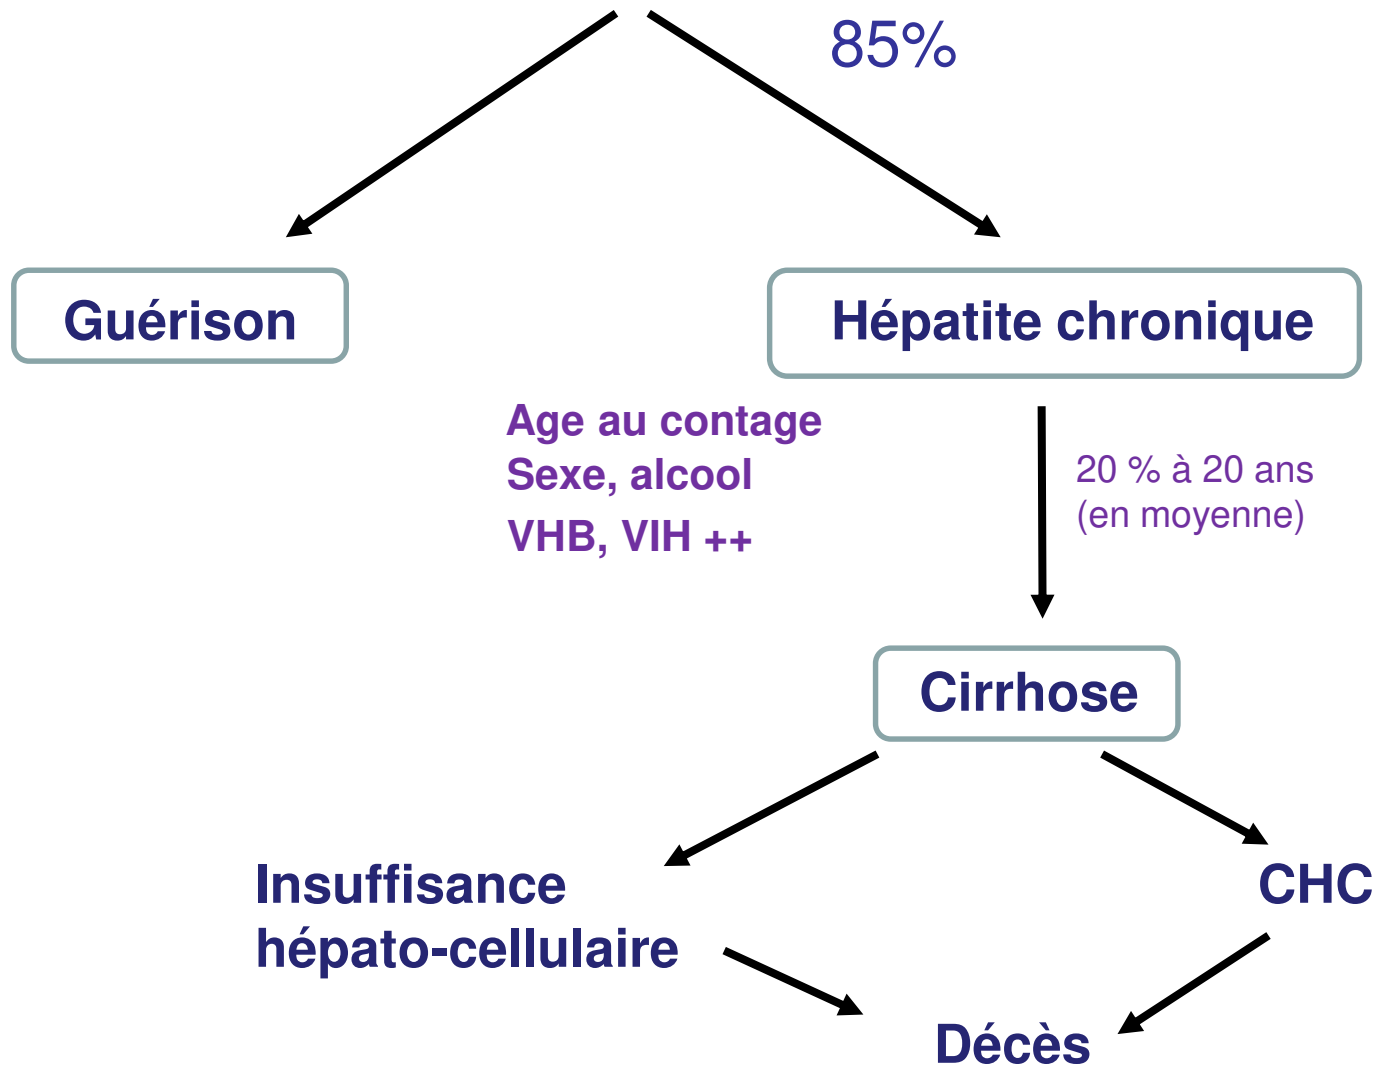 85%
Guérison
Hépatite chronique
Age au contage
Sexe, alcool
VHB, VIH ++
20 % à 20 ans
(en moyenne)
Cirrhose
Insuffisance
hépato-cellulaire
CHC
Décès